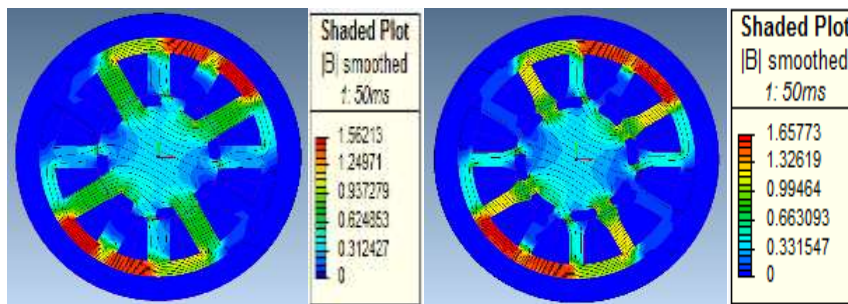 Shaded Plot
|B| smoothed
1: 50ms
1.56213
1.24971
0.937279
0.624853
0.312427
0
Shaded Plot
|B| smoothed
1: 50ms
1.65773
1.32619
0.99464
0.663093
0.331547
0